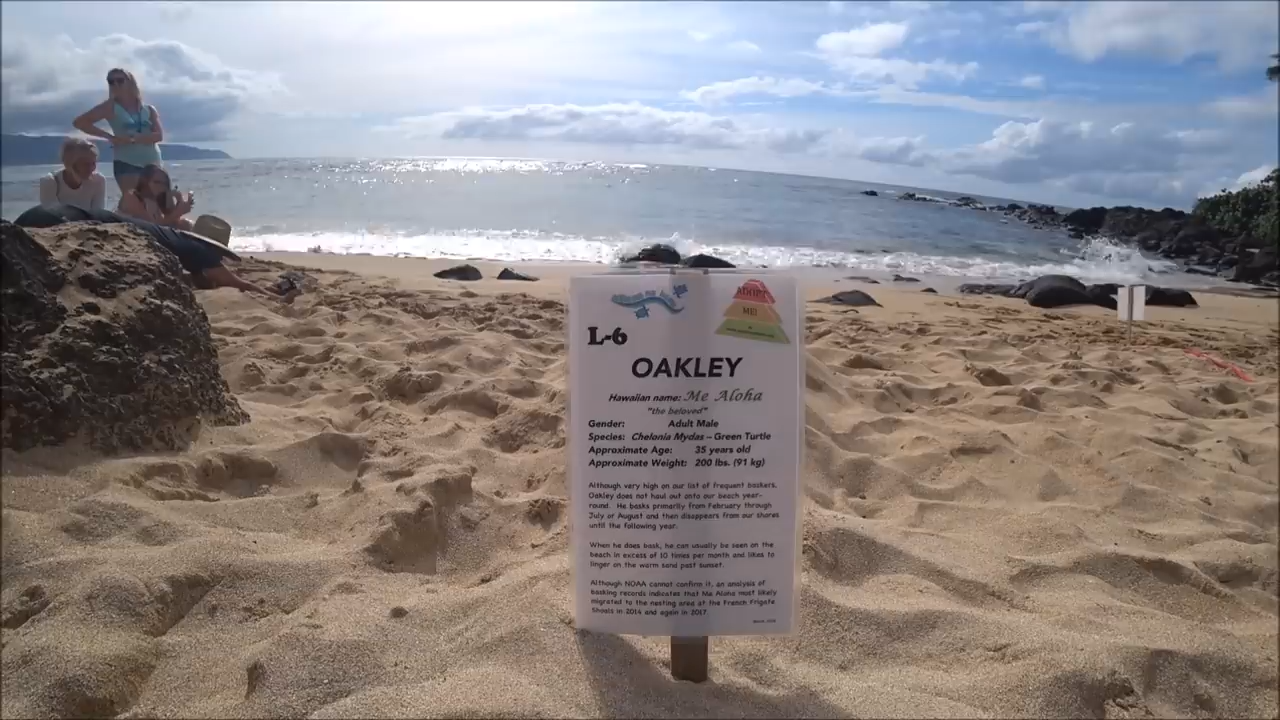 ADOPT
ME!
L-6
OAKLEY
Hawaiian name: Me Aloha
"the beloved"
Gender: Adult Male
Species: Chelonia Mydas – Green Turtle
Approximate Age: 35 years old
Approximate Weight: 200 lbs. (91 kg)
Although very high on our list of frequent baskers,
Oakley does not haul out onto our beach year-
round. He basks primarily from February through
July or August and then disappears from our shores
until the following year.
When he does bask, he can usually be seen on the
beach in excess of 10 times per month and likes to
linger on the warm sand past sunset.
Although NOAA cannot confirm it, an analysis of
basking records indicates that Me Aloha most likely
migrated to the nesting area at the French Frigate
Shoals in 2014 and again in 2017.